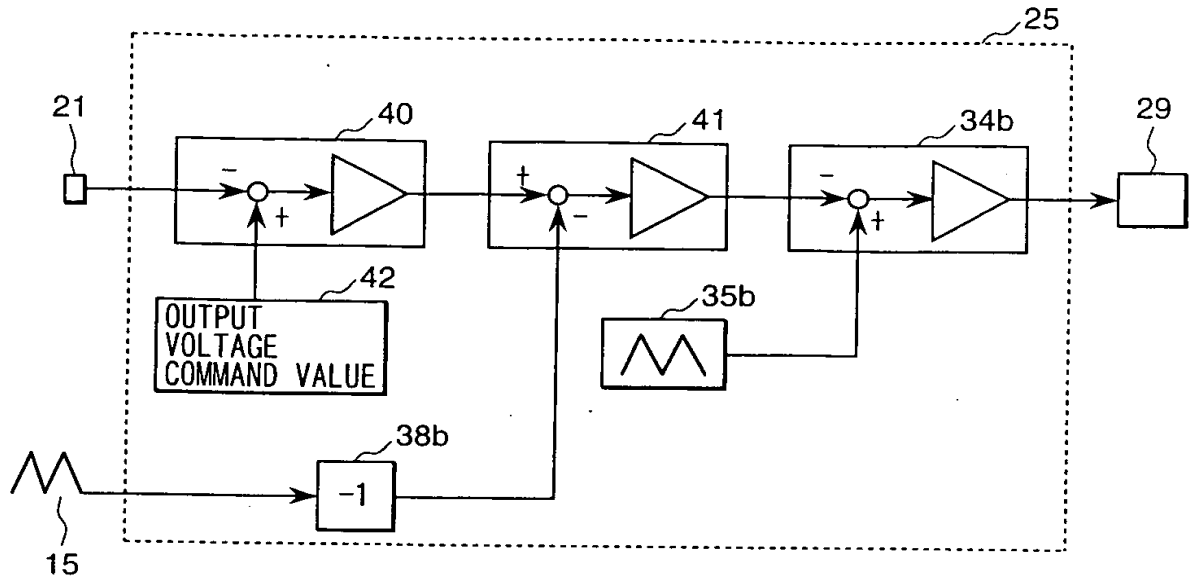 25
21
40
41
34b
29
-
+
+
-
-
+
42
OUTPUT
VOLTAGE
COMMAND VALUE
35b
38b
-1
15